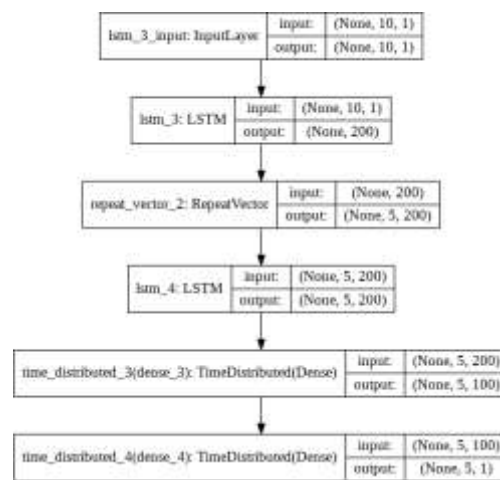 lstm_3_input: InputLayer input: (None, 10, 1)
output: (None, 10, 1)
lstm_3: LSTM input: (None, 10, 1)
output: (None, 200)
repeat_vector_2: RepeatVector input: (None, 200)
output: (None, 5, 200)
lstm_4: LSTM input: (None, 5, 200)
output: (None, 5, 200)
time_distributed_3(dense_3): TimeDistributed(Dense) input: (None, 5, 200)
output: (None, 5, 100)
time_distributed_4(dense_4): TimeDistributed(Dense) input: (None, 5, 100)
output: (None, 5, 1)